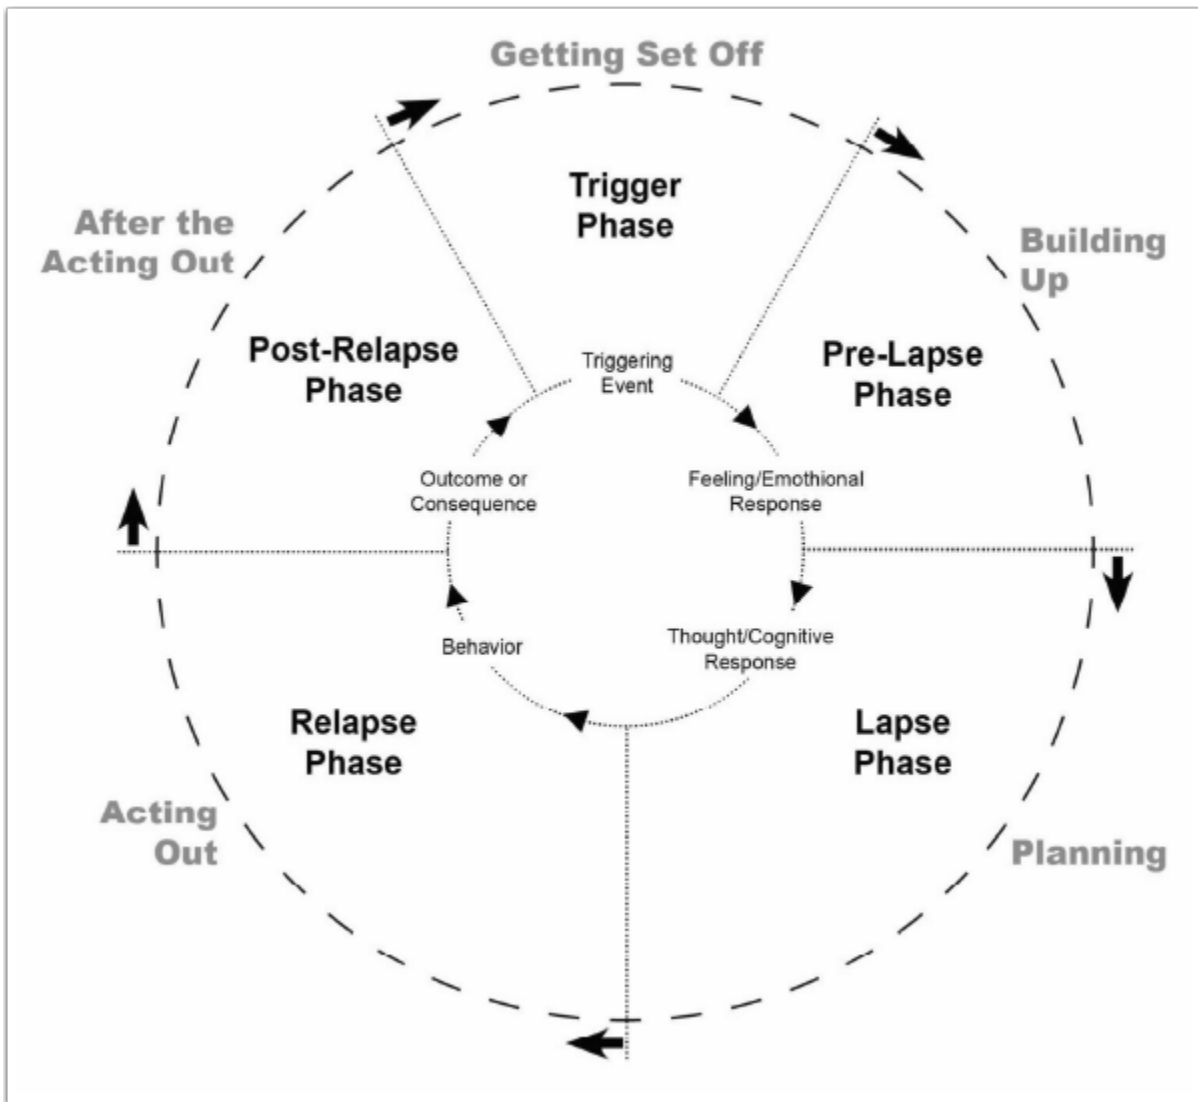 Getting Set Off
Trigger
Phase
After the
Acting Out
Building
Up
Post-Relapse
Phase
Pre-Lapse
Phase
Triggering
Event
Outcome or
Consequence
Feeling/Emothional
Response
Behavior
Thought/Cognitive
Response
Relapse
Phase
Lapse
Phase
Acting
Out
Planning